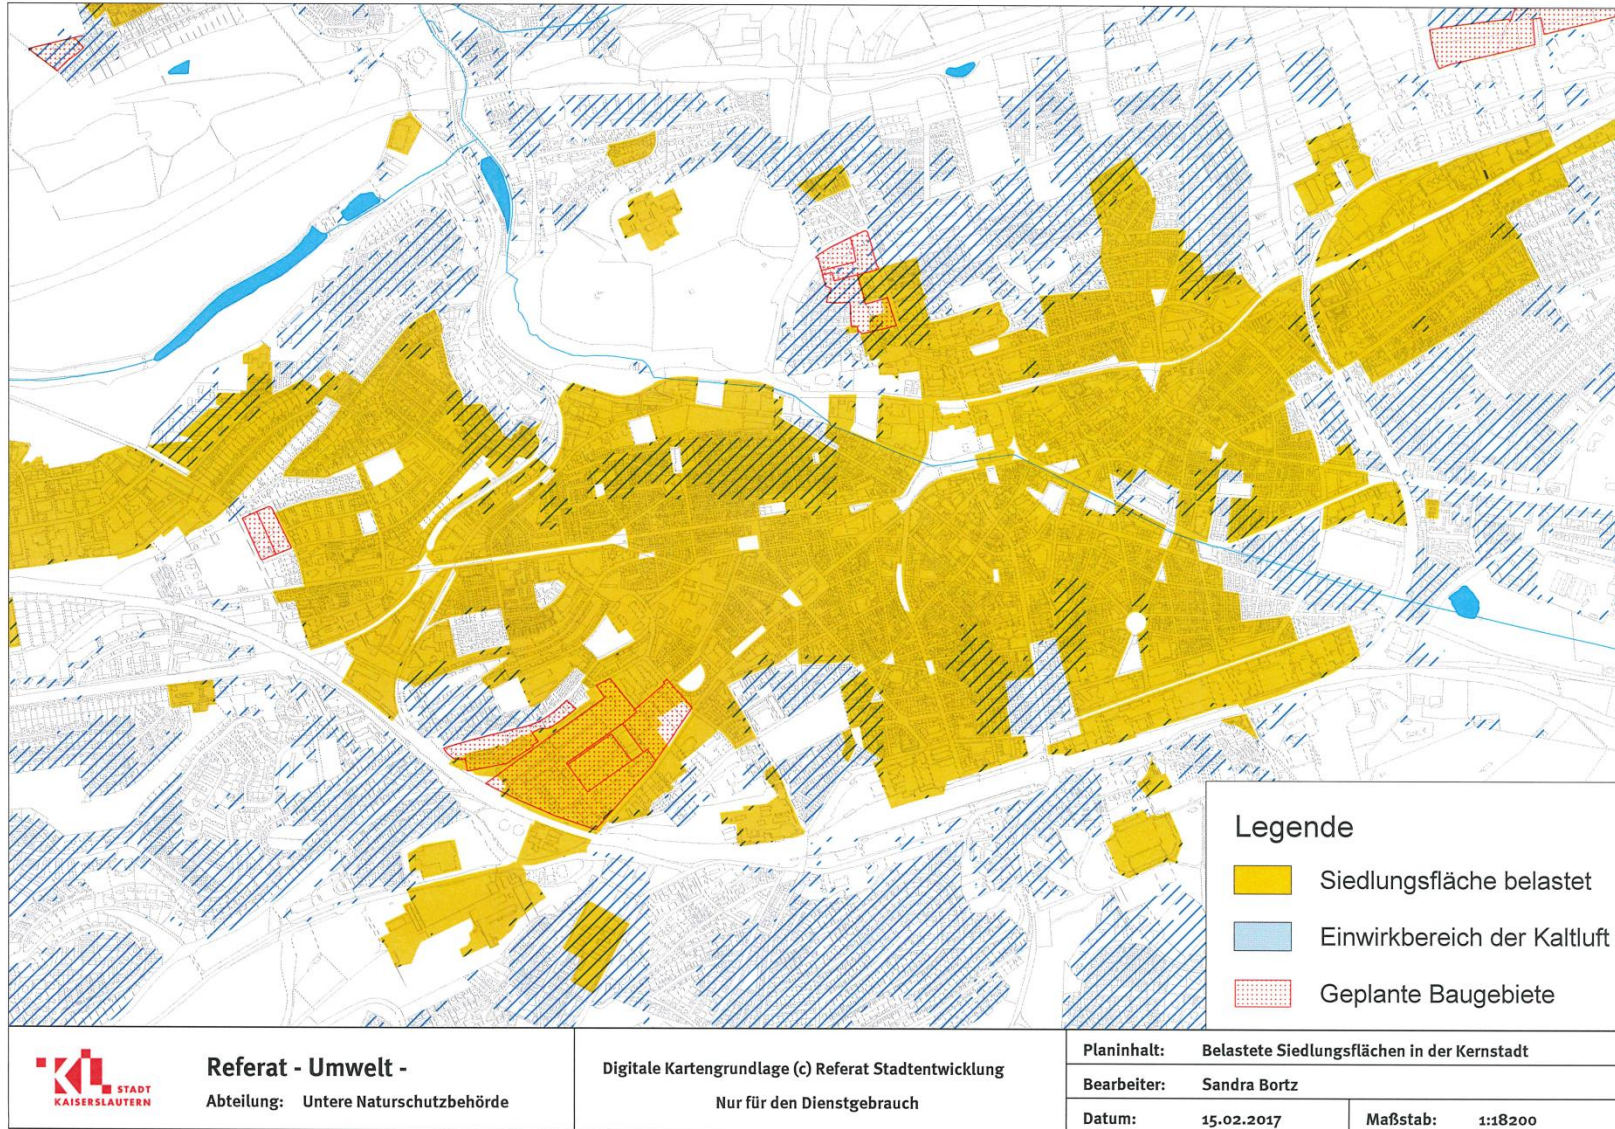 Legende
Siedlungsfläche belastet
Einwirkbereich der Kaltluft
Geplante Baugebiete
KL STADT
KAISERSLAUTERN
Referat - Umwelt -
Abteilung: Untere Naturschutzbehörde
Digitale Kartengrundlage (c) Referat Stadtentwicklung
Nur für den Dienstgebrauch
Planinhalt: Belastete Siedlungsflächen in der Kernstadt
Bearbeiter: Sandra Bortz
Datum: 15.02.2017 Maßstab: 1:18200